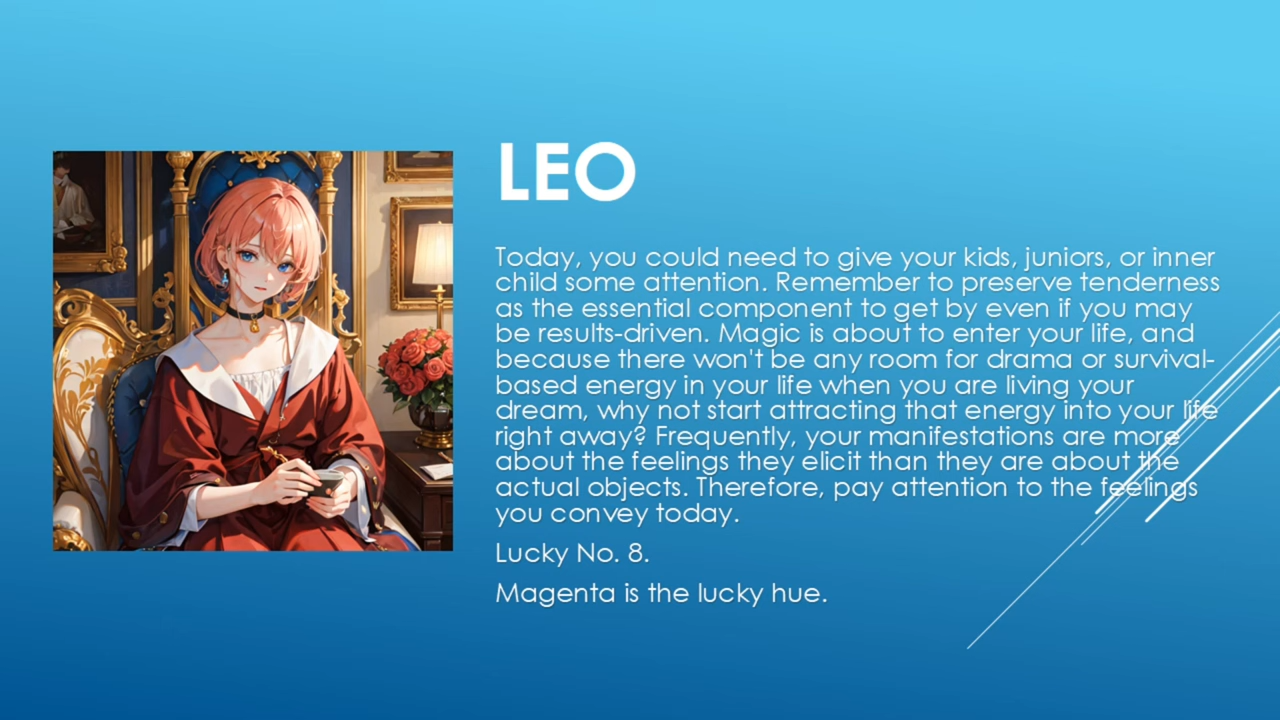 LEO
Today, you could need to give your kids, juniors, or inner
child some attention. Remember to preserve tenderness
as the essential component to get by even if you may
be results-driven. Magic is about to enter your life, and
because there won't be any room for drama or survival-
based energy in your life when you are living your
dream, why not start attracting that energy into your life
right away? Frequently, your manifestations are more
about the feelings they elicit than they are about the
actual objects. Therefore, pay attention to the feelings
you convey today.
Lucky No. 8.
Magenta is the lucky hue.